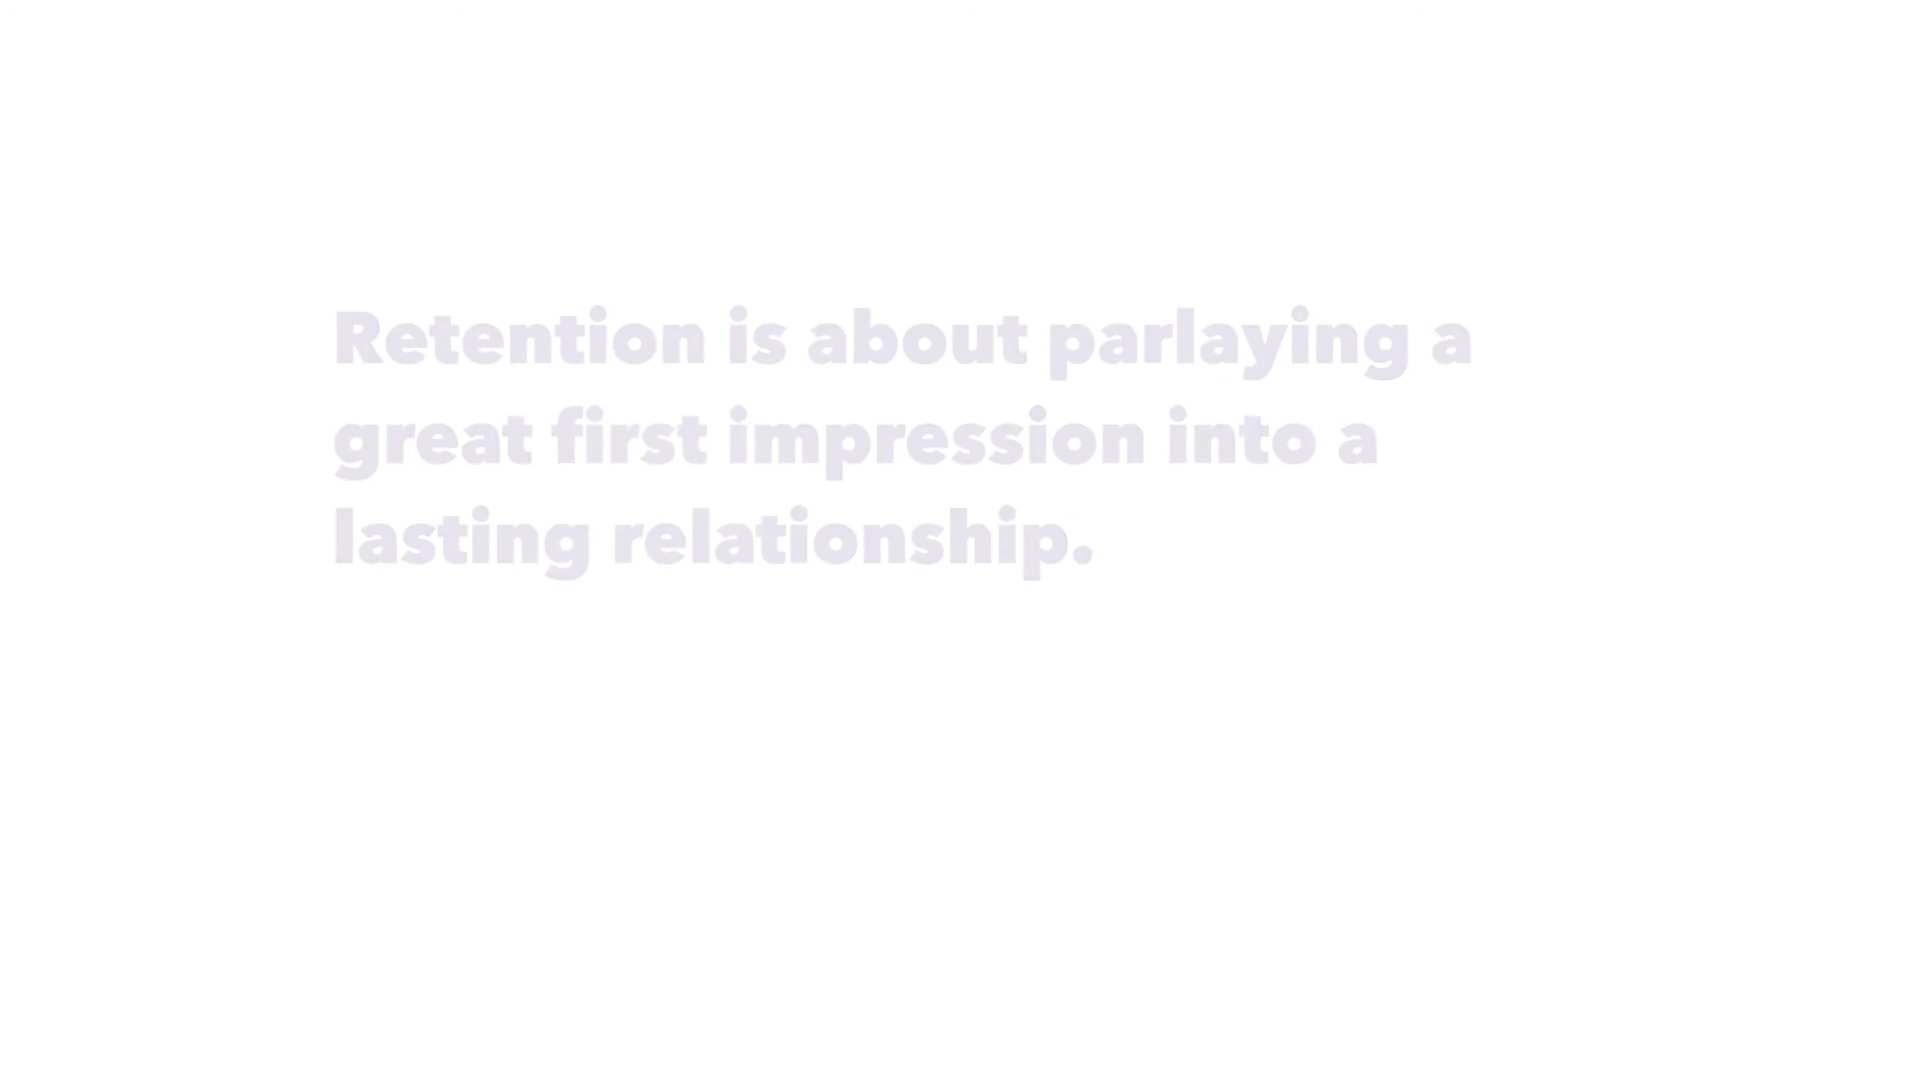 Retention is about parlaying a
great first impression into a
lasting relationship.